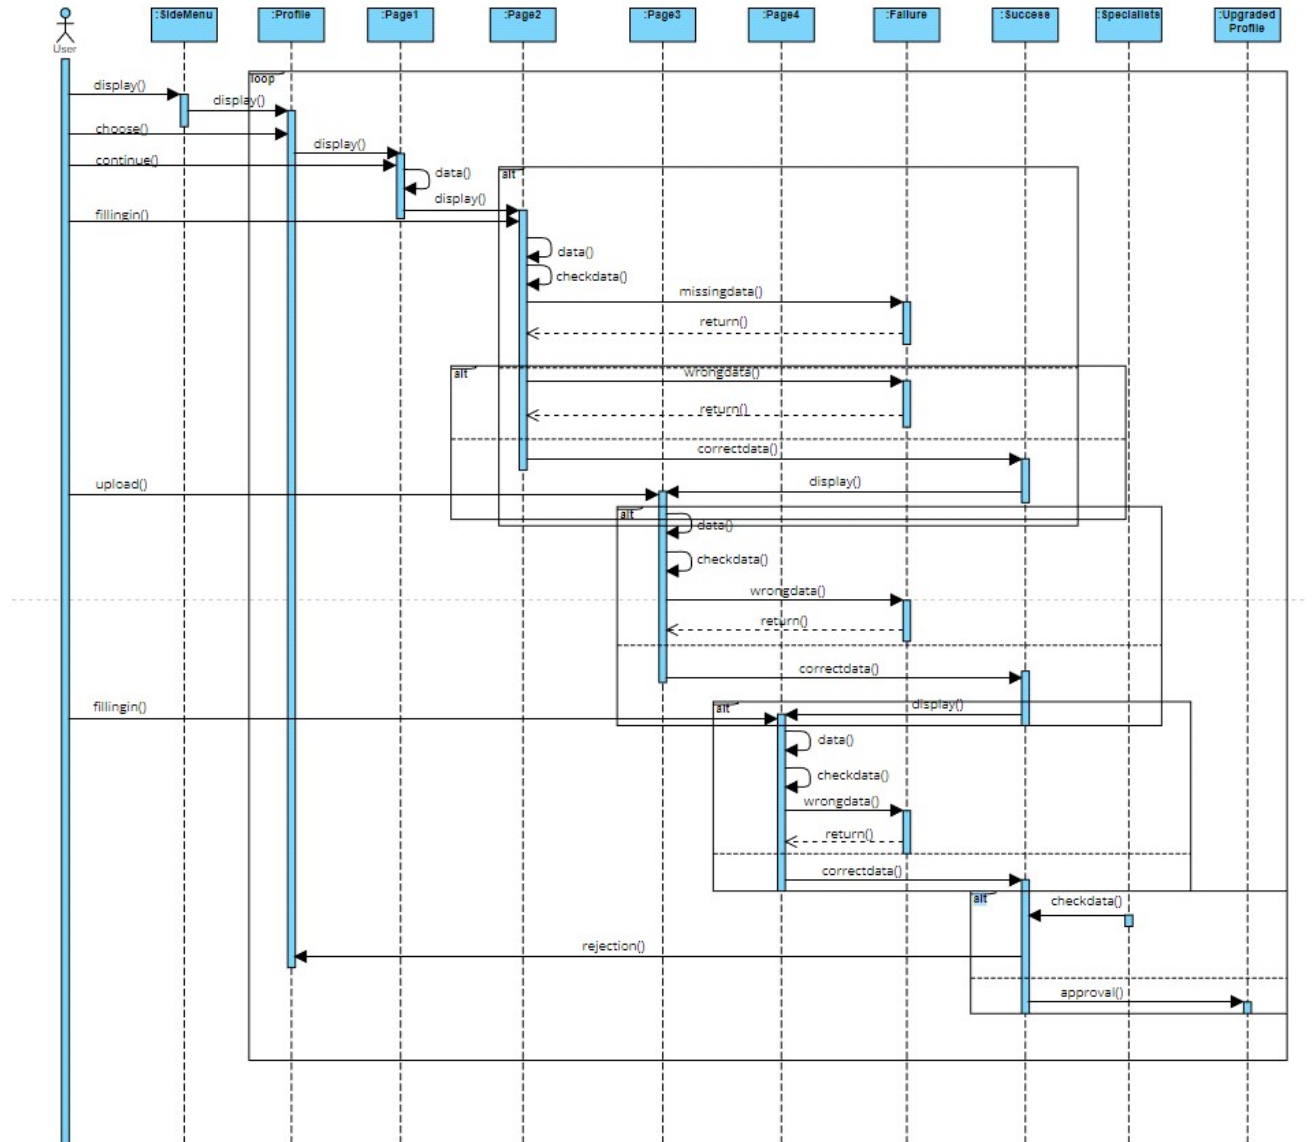 :SideMenu
:Profile
:Page1
:Page2
:Page3
:Page4
:Failure
:Success
:Specialists
:Upgraded
Profile
User
loop
display()
display()
choose()
display()
continue()
data()
alt
display()
fillingin()
data()
checkdata()
missingdata()
return()
alt
wrongdata()
return()
correctdata()
upload()
display()
alt
data()
checkdata()
wrongdata()
return()
correctdata()
fillingin()
alt
display()
data()
checkdata()
wrongdata()
return()
correctdata()
alt
checkdata()
rejection()
approval()